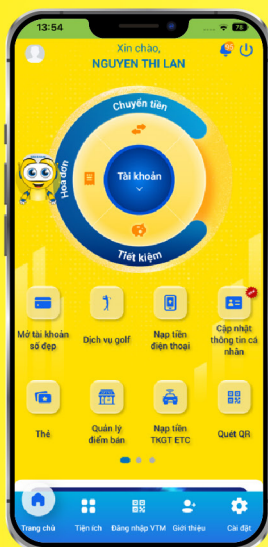 13:54
78
Xin chào,
NGUYEN THI LAN
Chuyển tiền
Hoá đơn
Tài khoản
Tiết kiệm
Mở tài khoản
số đẹp
Dịch vụ golf
Nạp tiền
điện thoại
Cập nhật
thông tin cá
nhân
Thẻ
Quản lý
điểm bán
Nạp tiền
TKGT ETC
Quét QR
Trang chủ
Tiện ích
Đăng nhập VTM
Giới thiệu
Cài đặt